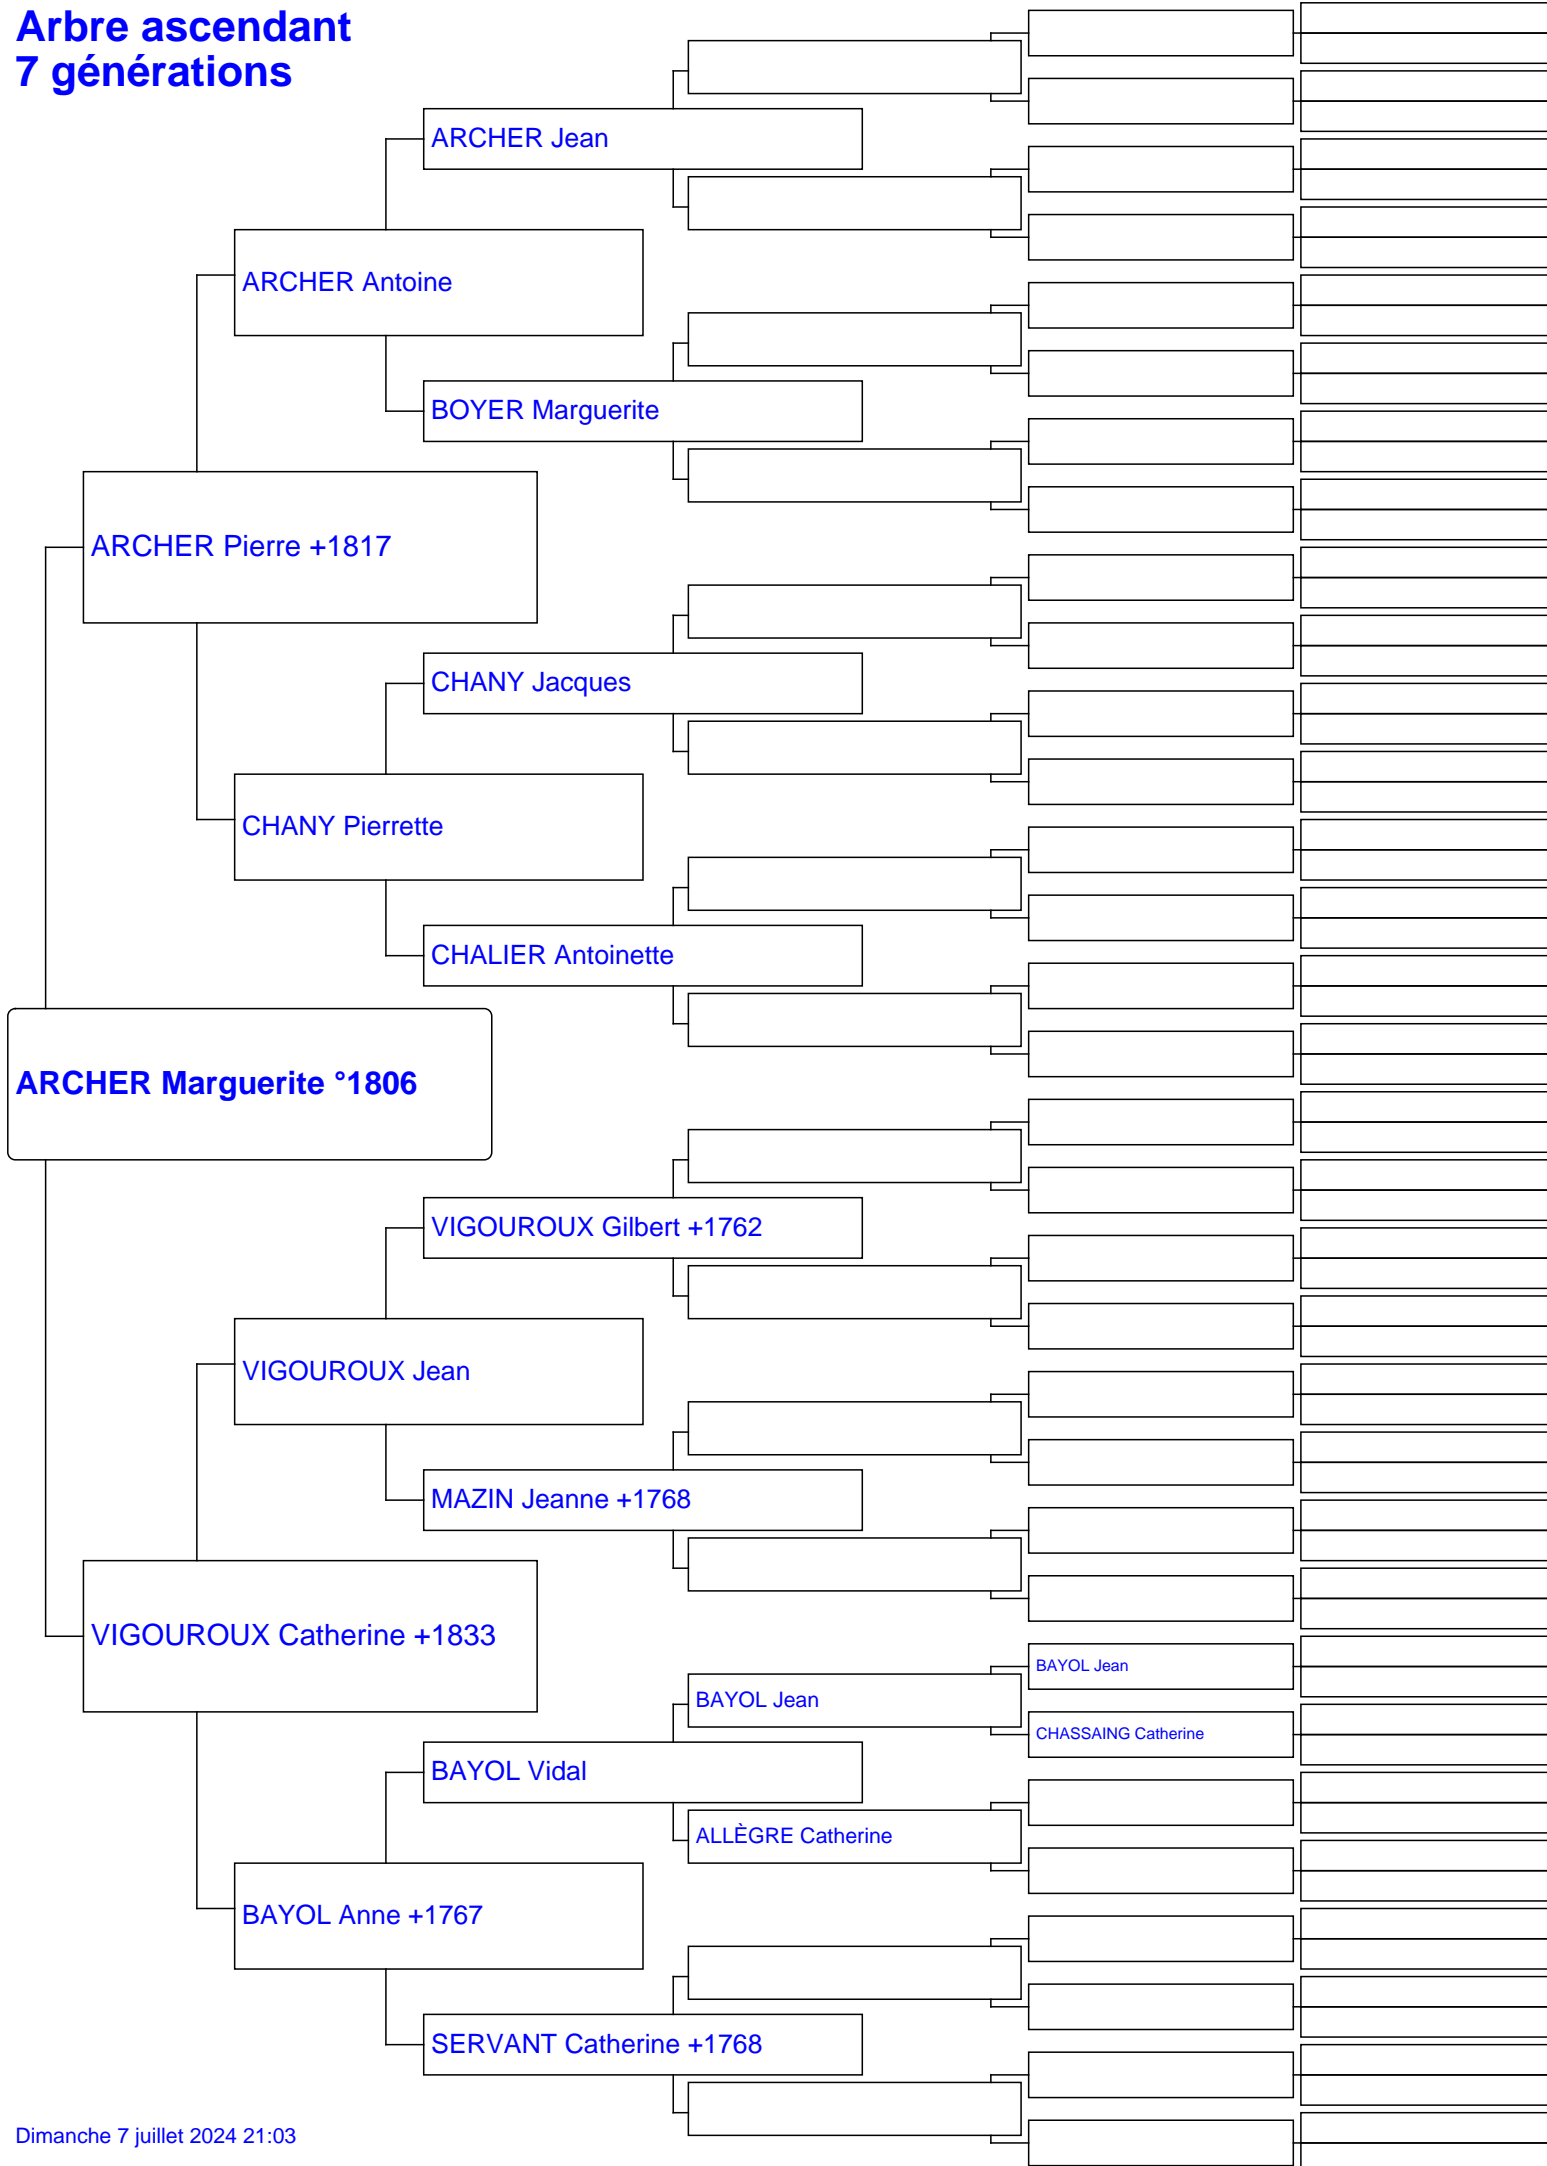 Arbre ascendant
7 générations
ARCHER Jean
ARCHER Antoine
BOYER Marguerite
ARCHER Pierre +1817
CHANY Jacques
CHANY Pierrette
CHALIER Antoinette
ARCHER Marguerite °1806
VIGOUROUX Gilbert +1762
VIGOUROUX Jean
MAZIN Jeanne +1768
VIGOUROUX Catherine +1833
BAYOL Jean
BAYOL Jean
CHASSAING Catherine
BAYOL Vidal
ALLÈGRE Catherine
BAYOL Anne +1767
SERVANT Catherine +1768
Dimanche 7 juillet 2024 21:03